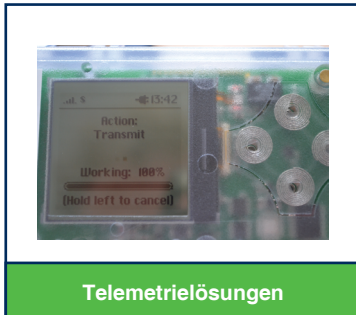 13:42
Action:
Transmit
Working: 100%
(Hold left to cancel)
Telemetrielösungen